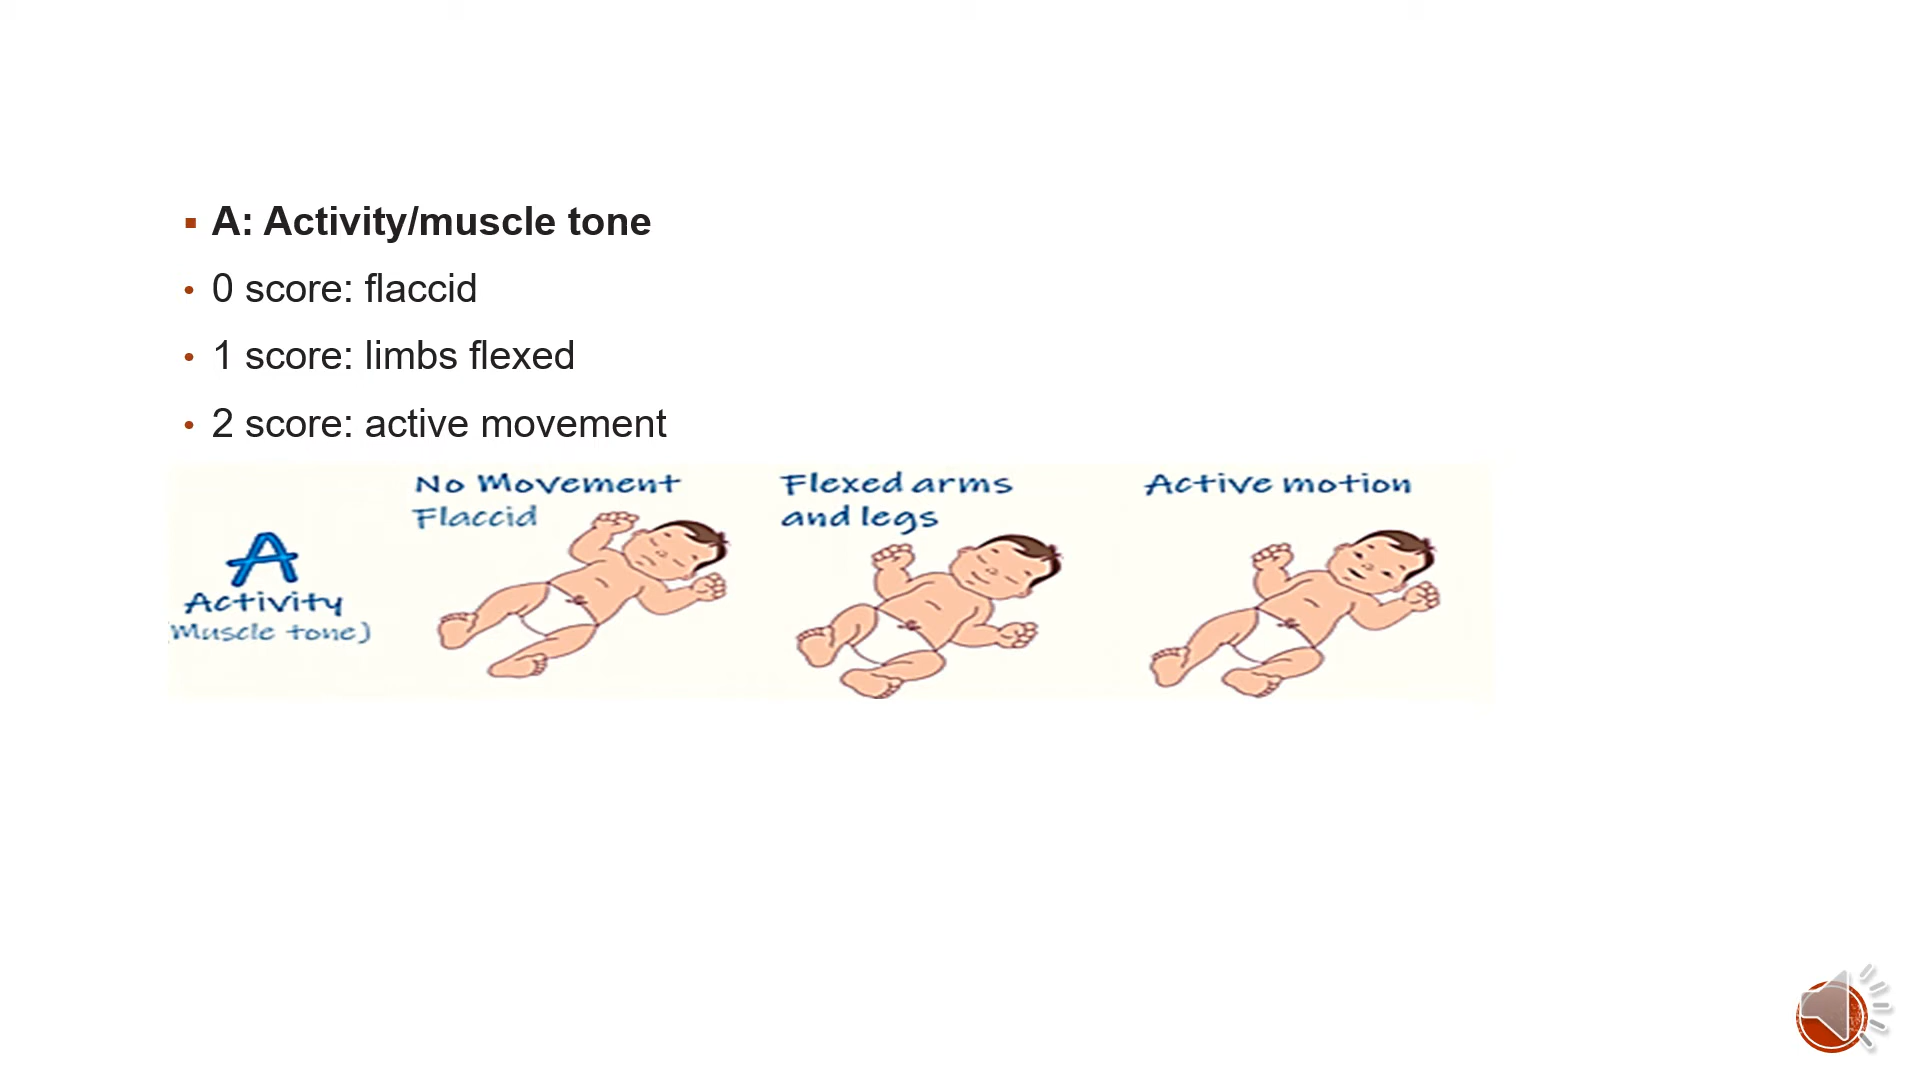 A: Activity/muscle tone
0 score: flaccid
1 score: limbs flexed
2 score: active movement
No Movement
Flaccid
Flexed arms
and legs
Active motion
A
Activity
(Muscle tone)